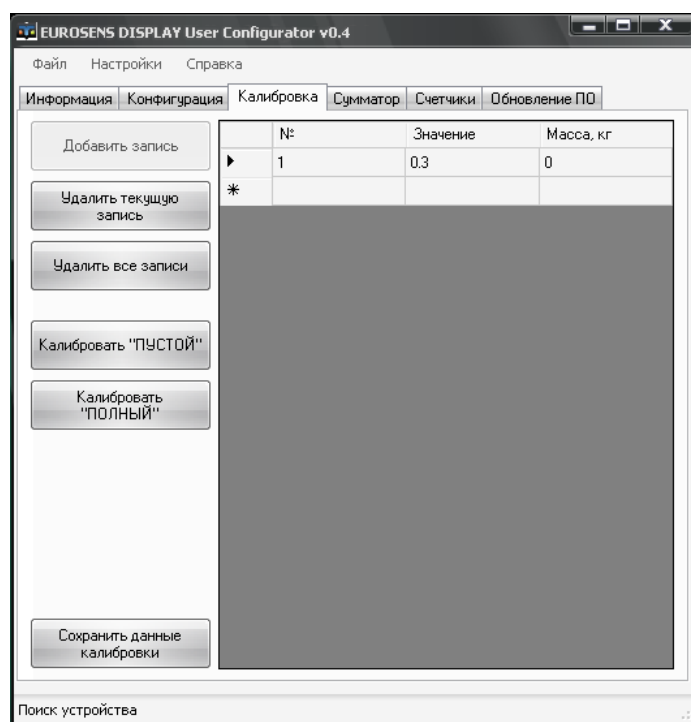 EUROSENS DISPLAY User Configurator v0.4
Файл Настройки Справка
Информация Конфигурация Калибровка Сумматор Счетчики Обновление ПО
Добавить запись
Удалить текущую
запись
Удалить все записи
Калибровать "ПУСТОЙ"
Калибровать
"ПОЛНЫЙ"
Сохранить данные
калибровки
№ Значение Масса, кг
1 0.3 0
Поиск устройства